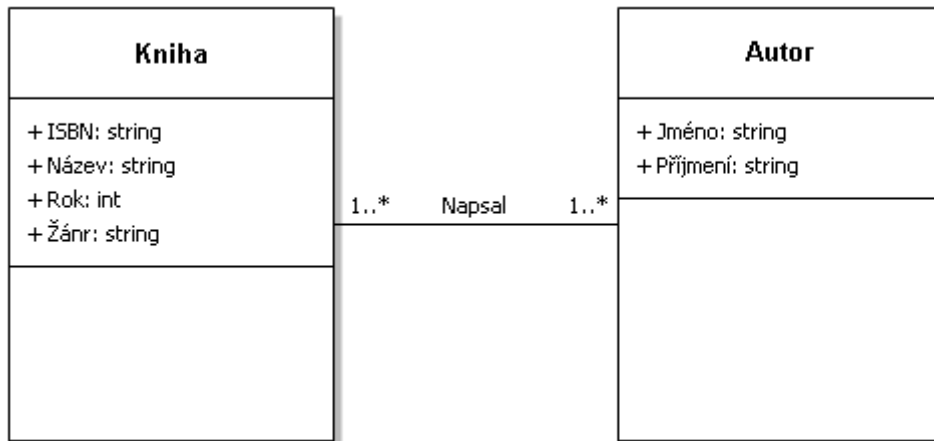 Kniha
+ ISBN: string
+ Název: string
+ Rok: int
+ Žánr: string
1..* Napsal 1..*
Autor
+ Jméno: string
+ Příjmení: string